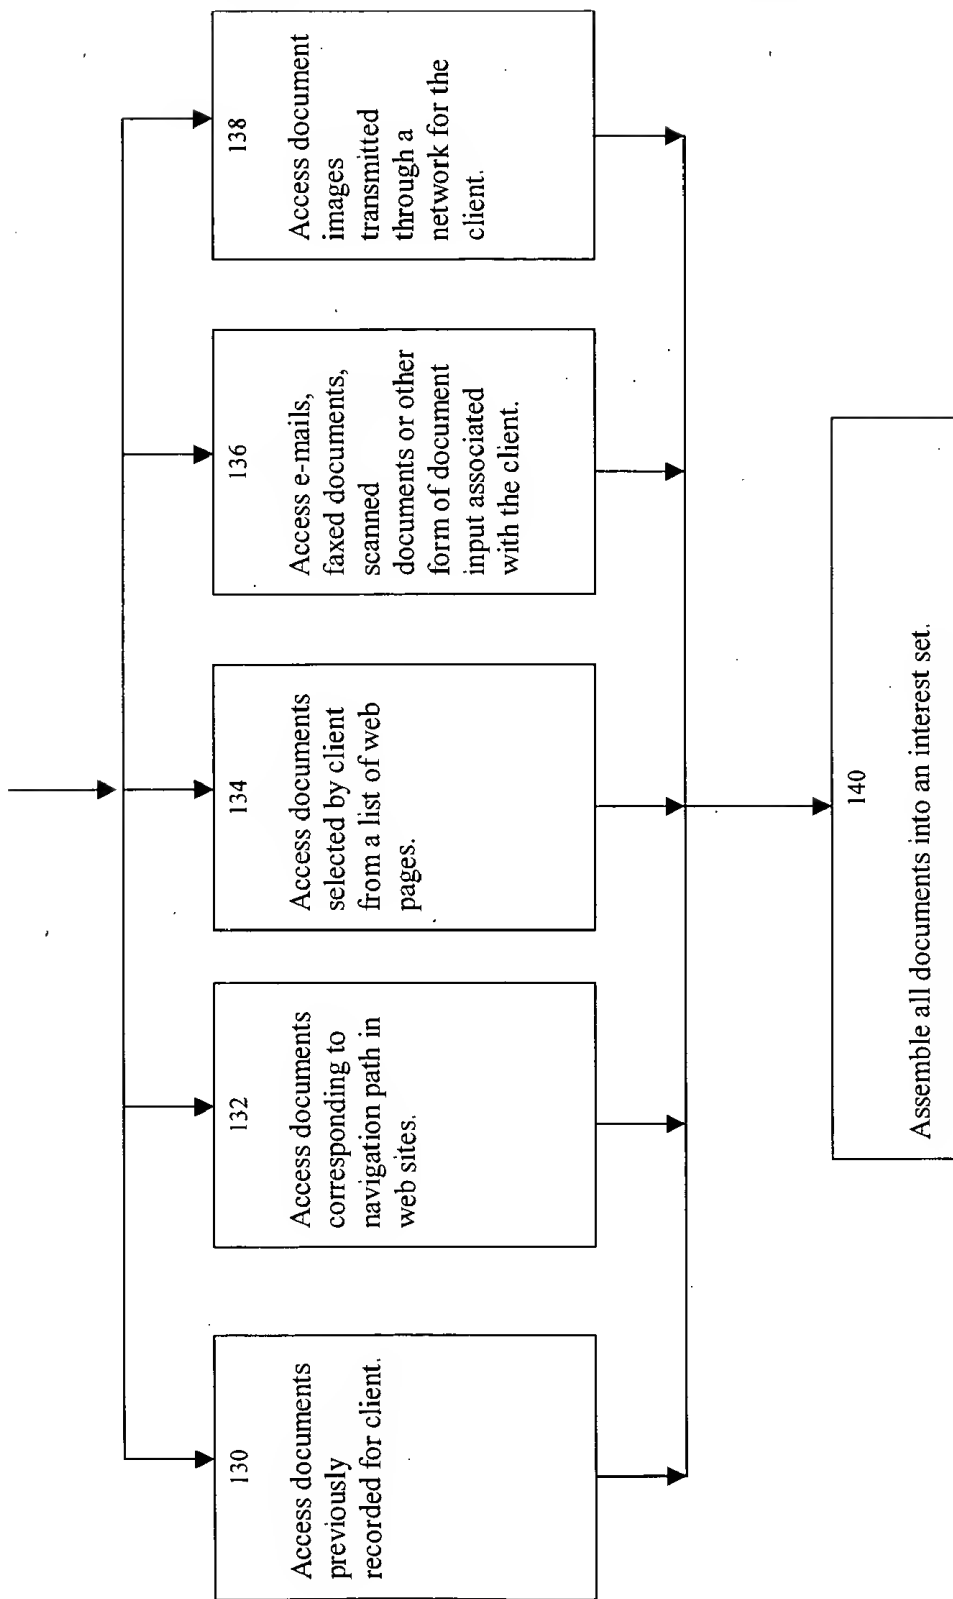 130
Access documents
previously
recorded for client.
132
Access documents
corresponding to
navigation path in
web sites.
134
Access documents
selected by client
from a list of web
pages.
136
Access e-mails,
faxed documents,
scanned
documents or other
form of document
input associated
with the client.
138
Access document
images
transmitted
through a
network for the
client.
140
Assemble all documents into an interest set.